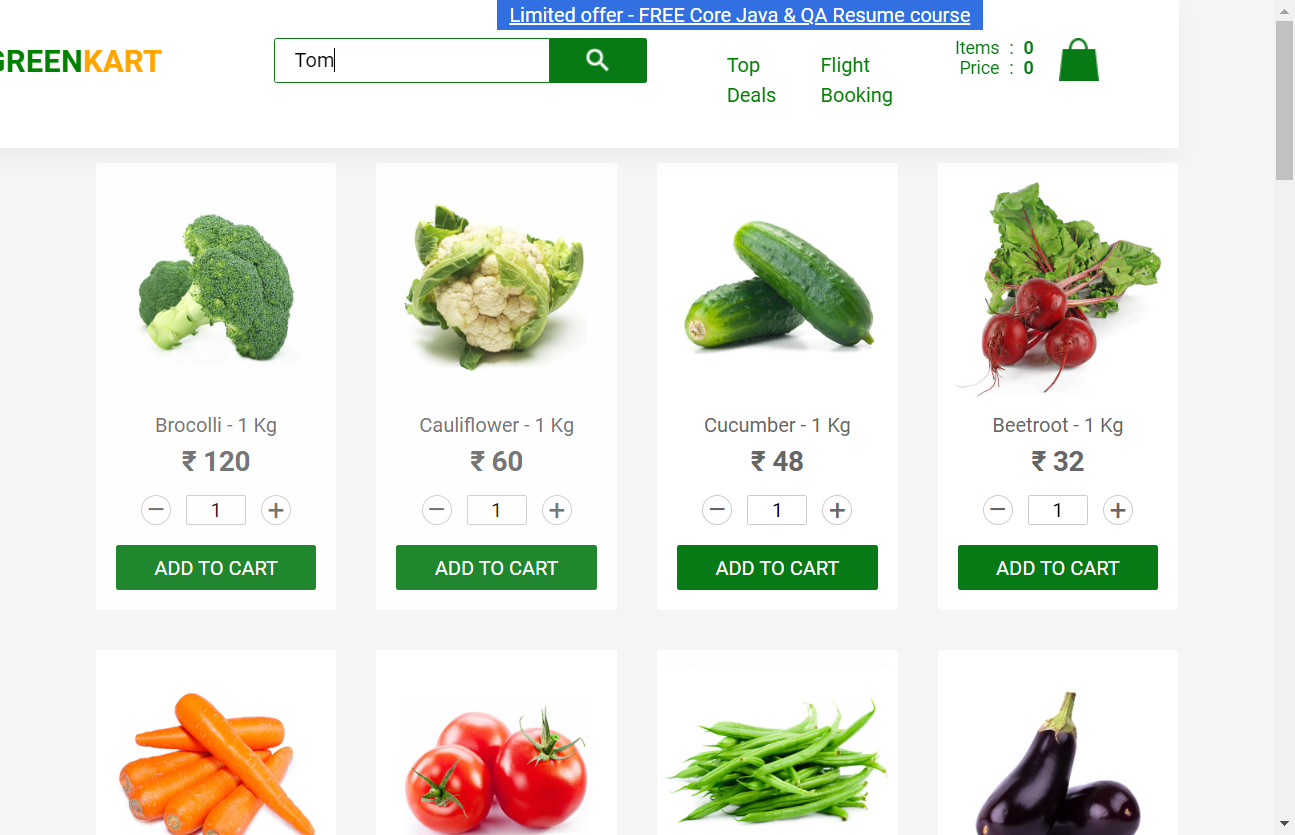 Limited offer - FREE Core Java & QA Resume course
GREENKART
Tom
Top Deals
Flight Booking
Items : 0
Price : 0
Brocolli - 1 Kg
₹ 120
− 1 +
ADD TO CART
Cauliflower - 1 Kg
₹ 60
− 1 +
ADD TO CART
Cucumber - 1 Kg
₹ 48
− 1 +
ADD TO CART
Beetroot - 1 Kg
₹ 32
− 1 +
ADD TO CART